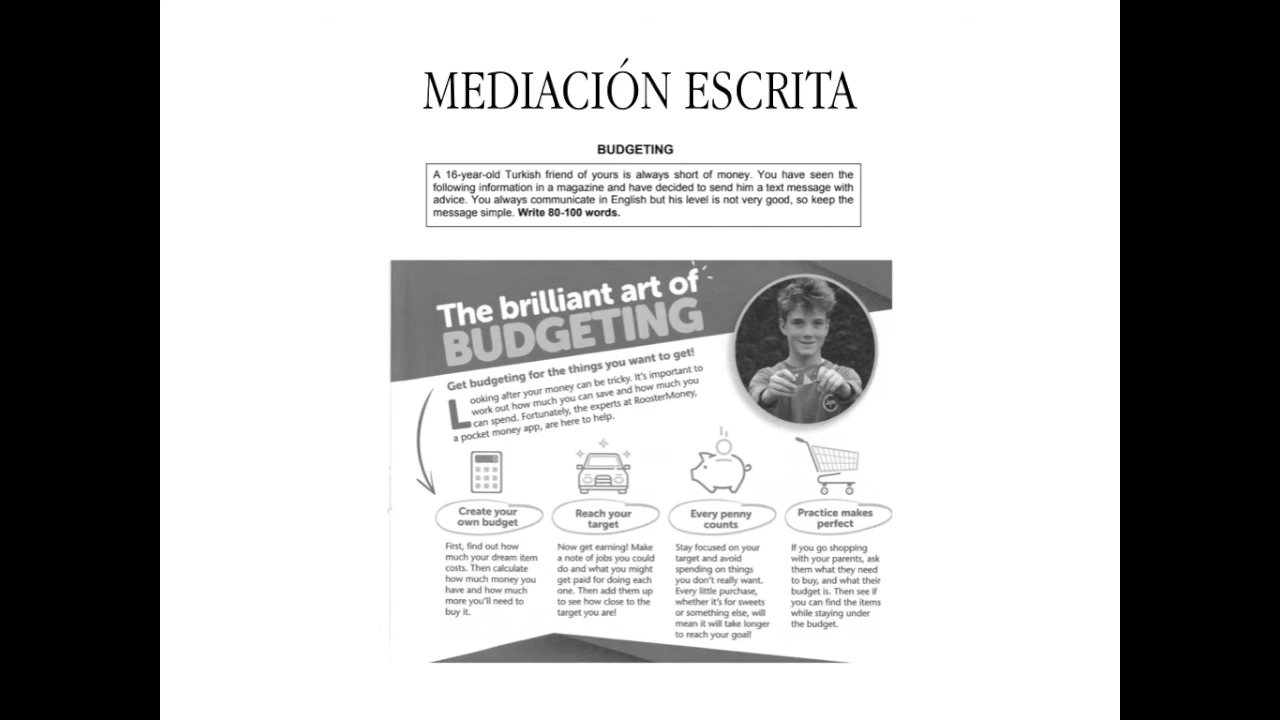 MEDIACIÓN ESCRITA
BUDGETING
A 16-year-old Turkish friend of yours is always short of money. You have seen the
following information in a magazine and have decided to send him a text message with
advice. You always communicate in English but his level is not very good, so keep the
message simple. Write 80-100 words.
The brilliant art of
BUDGETING
Get budgeting for the things you want to get!
Looking after your money can be tricky. It's important to
work out how much you can save and how much you
can spend. Fortunately, the experts at RoosterMoney,
a pocket money app, are here to help.
Create your
own budget
First, find out how
much your dream item
costs. Then calculate
how much money you
have and how much
more you'll need to
buy it.
Reach your
target
Now get earning! Make
a note of jobs you could
do and what you might
get paid for doing each
one. Then add them up
to see how close to the
target you are!
Every penny
counts
Stay focused on your
target and avoid
spending on things
you don't really want.
Every little purchase,
whether it's for sweets
or something else, will
mean it will take longer
to reach your goal!
Practice makes
perfect
If you go shopping
with your parents, ask
them what they need
to buy, and what their
budget is. Then see if
you can find the items
while staying under
the budget.